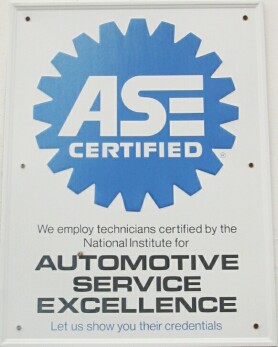 ASE
CERTIFIED
We employ technicians certified by the
National Institute for
AUTOMOTIVE
SERVICE
EXCELLENCE
Let us show you their credentials